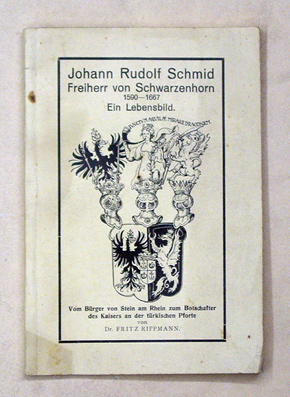 Johann Rudolf Schmid
Freiherr von Schwarzenhorn
1590—1667
Ein Lebensbild.
Vom Bürger von Stein am Rhein zum Botschafter
des Kaisers an der türkischen Pforte
von
Dr. FRITZ RIPPMANN.